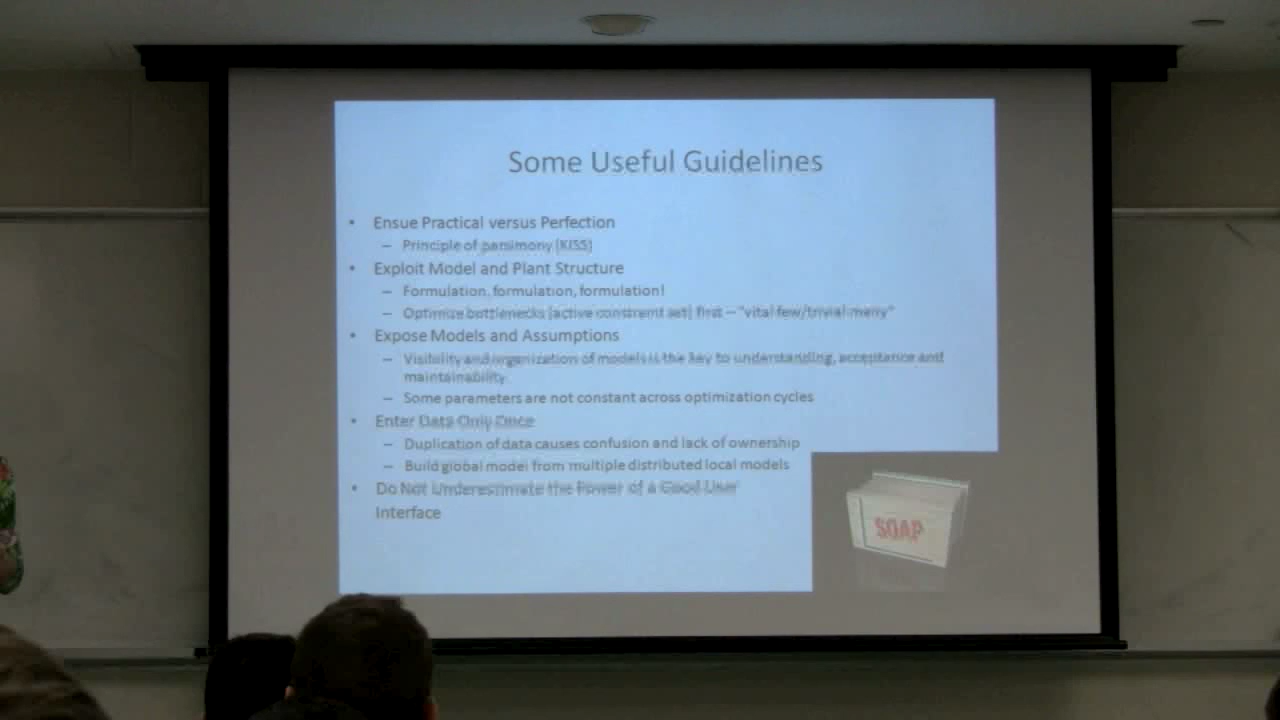 Some Useful Guidelines
• Ensue Practical versus Perfection
– Principle of parsimony (KISS)
• Exploit Model and Plant Structure
– Formulation, formulation, formulation!
– Optimize bottlenecks (active constraint set) first – "vital few/trivial many"
• Expose Models and Assumptions
– Visibility and organization of models is the key to understanding, acceptance and
maintainability
– Some parameters are not constant across optimization cycles
• Enter Data Only Once
– Duplication of data causes confusion and lack of ownership
– Build global model from multiple distributed local models
• Do Not Underestimate the Power of a Good User
Interface
SOAP